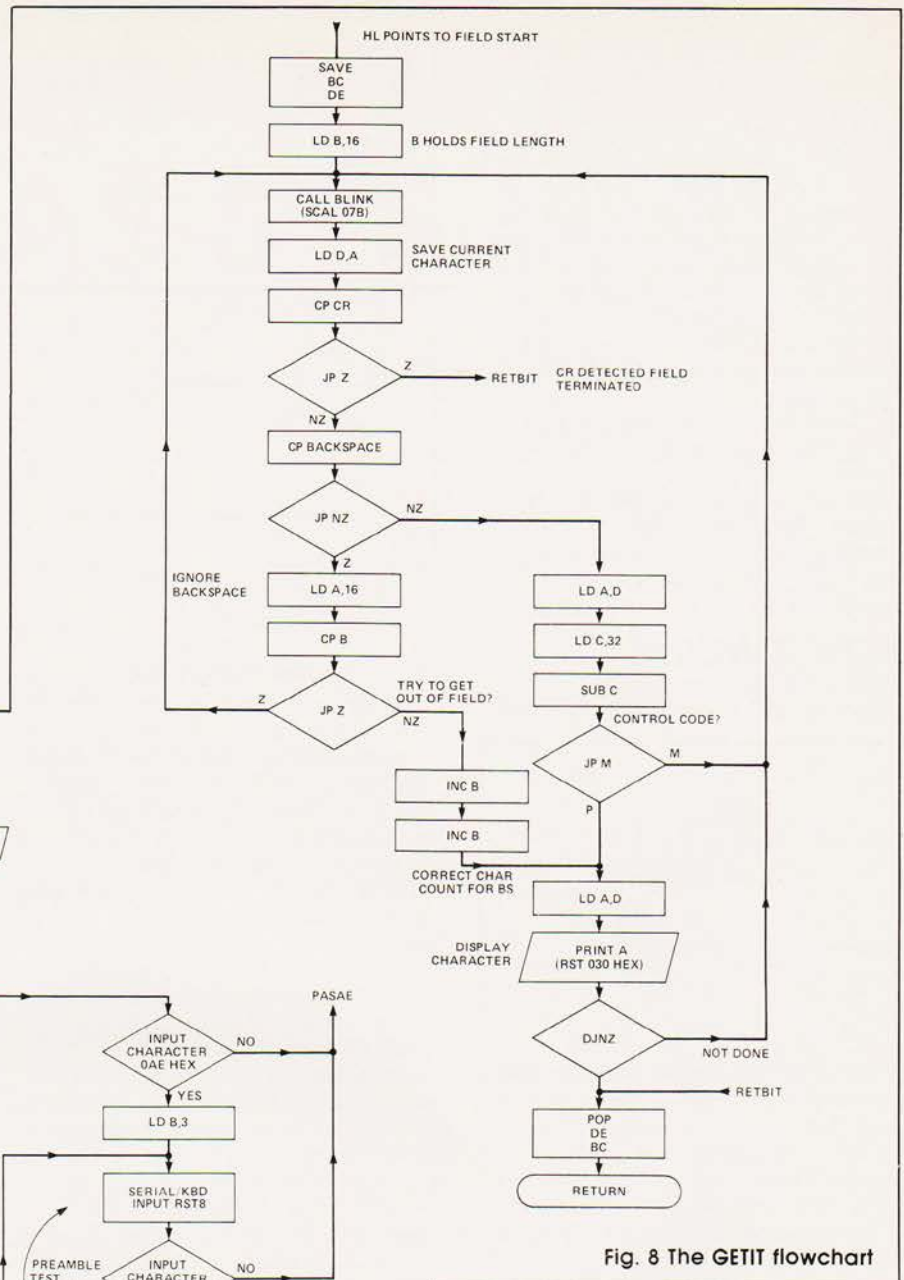 HL POINTS TO FIELD START
SAVE
BC
DE
LD B,16
B HOLDS FIELD LENGTH
CALL BLINK
(SCAL 07B)
LD D,A
SAVE CURRENT
CHARACTER
CP CR
JP Z
Z
RETBIT
CR DETECTED FIELD
TERMINATED
NZ
CP BACKSPACE
JP NZ
NZ
Z
IGNORE
BACKSPACE
LD A,16
CP B
JP Z
Z
TRY TO GET
OUT OF FIELD?
NZ
INC B
INC B
CORRECT CHAR
COUNT FOR BS
LD A,D
LD C,32
SUB C
CONTROL CODE?
JP M
M
P
LD A,D
DISPLAY
CHARACTER
PRINT A
(RST 030 HEX)
DJNZ
NOT DONE
RETBIT
POP
DE
BC
RETURN
PASAE
INPUT
CHARACTER
0AE HEX
NO
YES
LD B,3
SERIAL/KBD
INPUT RST8
PREAMBLE
TEST
INPUT
CHARACTER
NO
Fig. 8 The GETIT flowchart